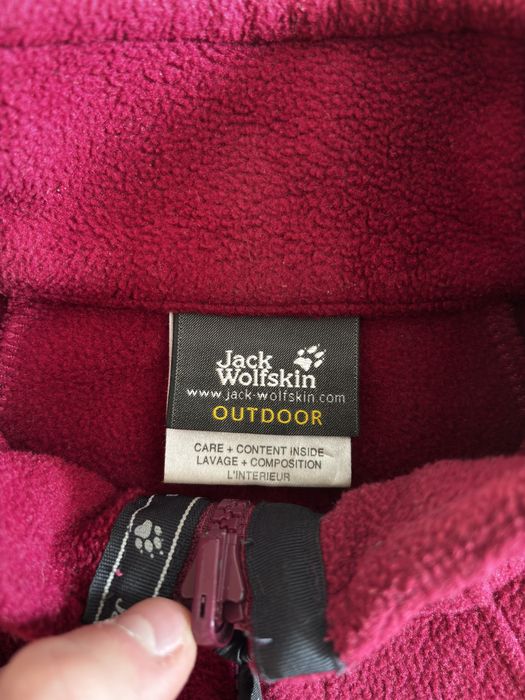 Jack
Wolfskin
www.jack-wolfskin.com
OUTDOOR
CARE + CONTENT INSIDE
LAVAGE + COMPOSITION
L'INTERIEUR